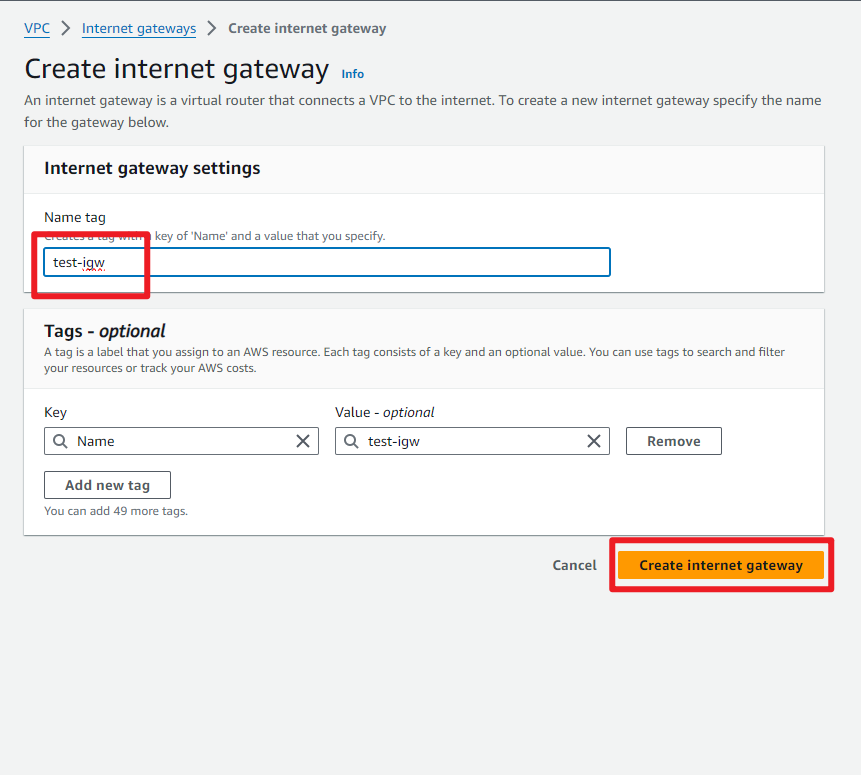 VPC > Internet gateways > Create internet gateway
Create internet gateway Info
An internet gateway is a virtual router that connects a VPC to the internet. To create a new internet gateway specify the name
for the gateway below.
Internet gateway settings
Name tag
Creates a tag with a key of 'Name' and a value that you specify.
test-igw
Tags - optional
A tag is a label that you assign to an AWS resource. Each tag consists of a key and an optional value. You can use tags to search and filter
your resources or track your AWS costs.
Key Value - optional
Name test-igw Remove
Add new tag
You can add 49 more tags.
Cancel Create internet gateway